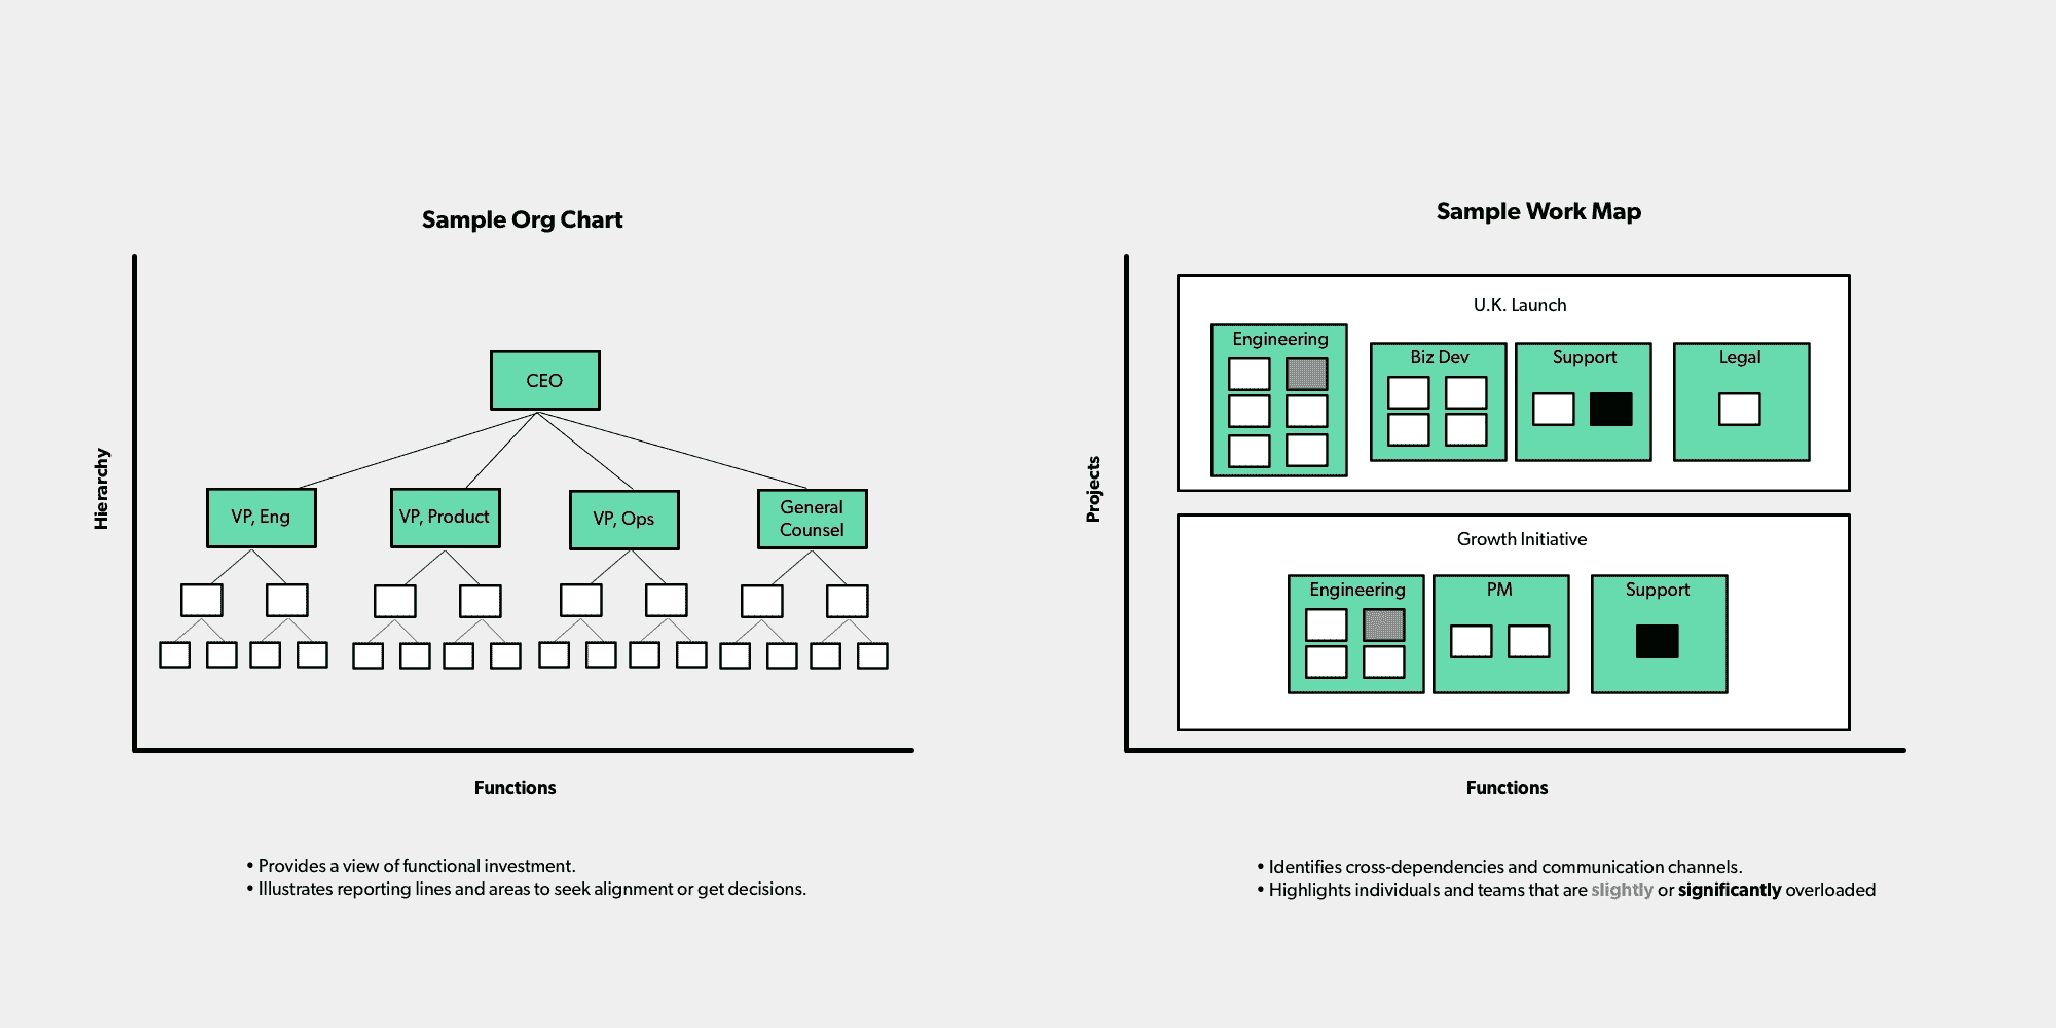 Sample Org Chart
Hierarchy
CEO
VP, Eng
VP, Product
VP, Ops
General
Counsel
Functions
• Provides a view of functional investment.
• Illustrates reporting lines and areas to seek alignment or get decisions.
Sample Work Map
Projects
U.K. Launch
Engineering
Biz Dev
Support
Legal
Growth Initiative
Engineering
PM
Support
Functions
• Identifies cross-dependencies and communication channels.
• Highlights individuals and teams that are slightly or significantly overloaded